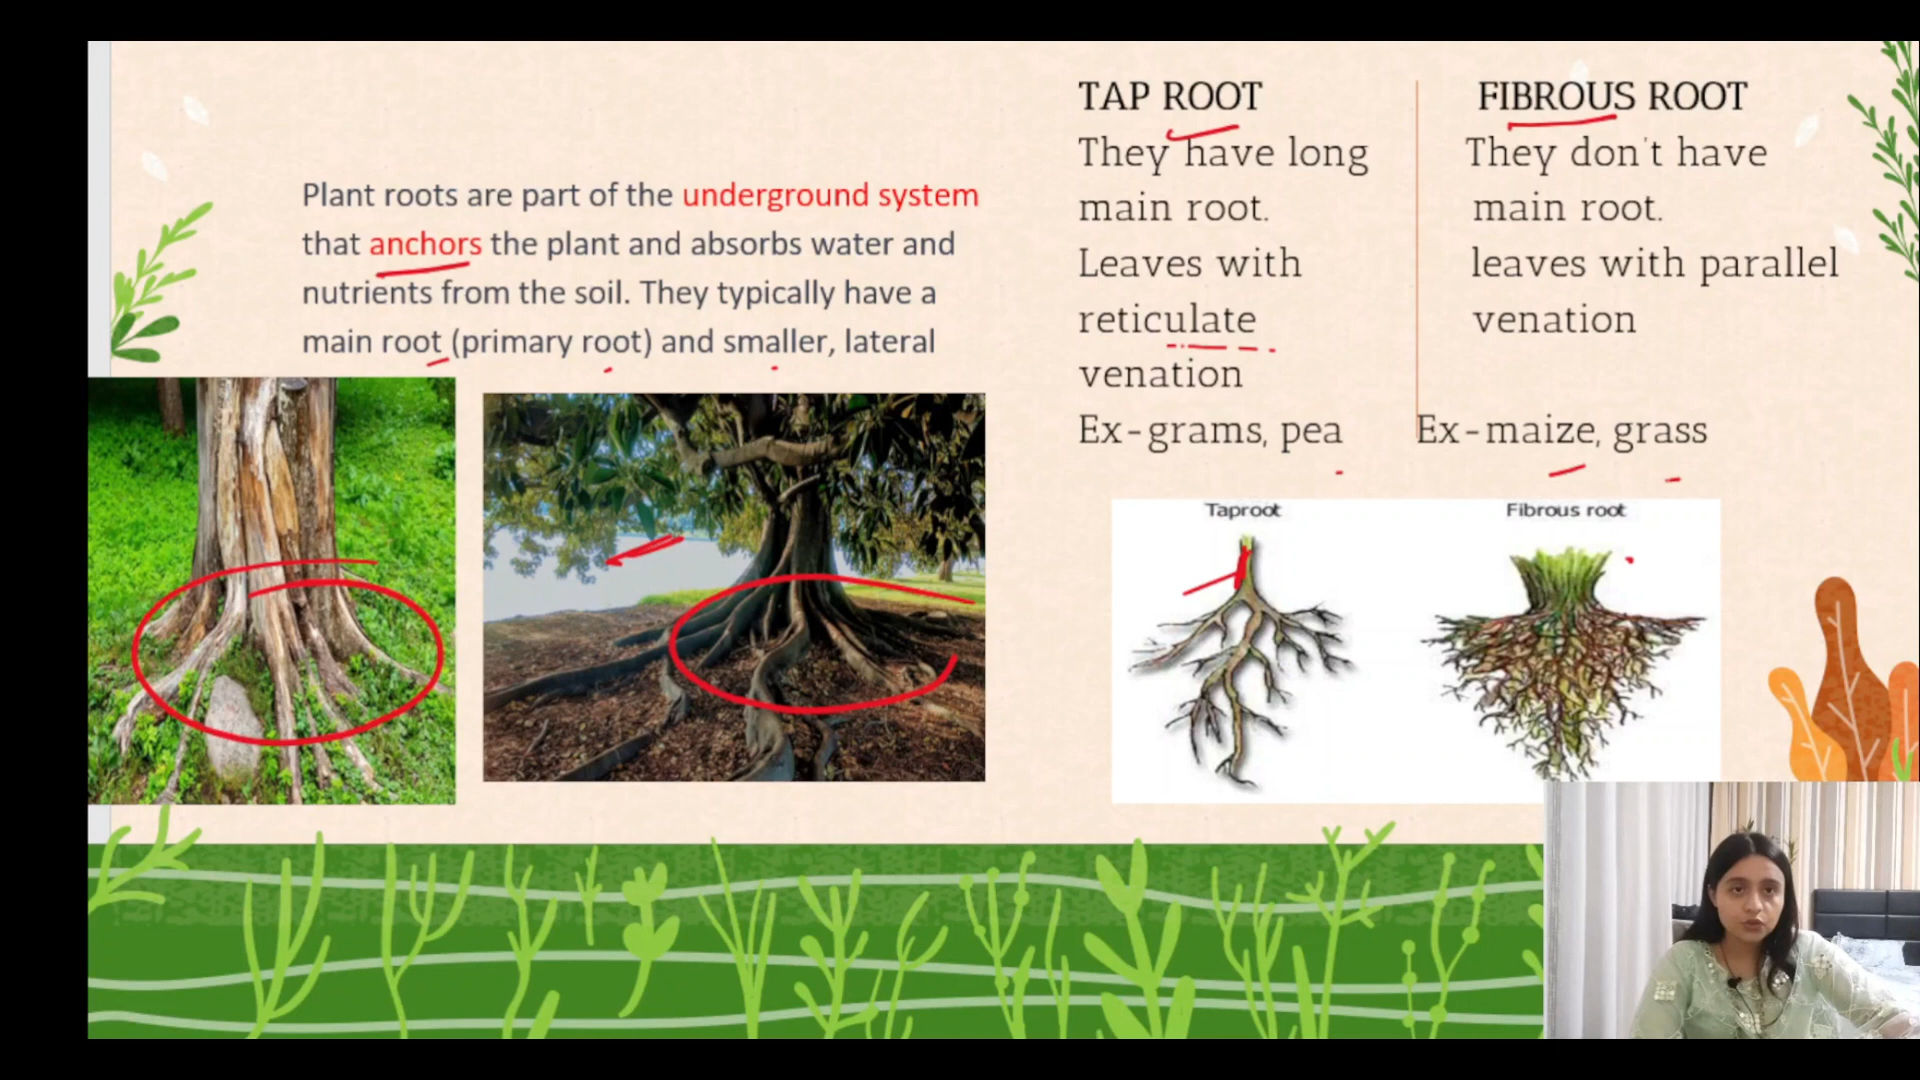 Plant roots are part of the underground system
that anchors the plant and absorbs water and
nutrients from the soil. They typically have a
main root (primary root) and smaller, lateral
TAP ROOT
They have long
main root.
Leaves with
reticulate
venation
Ex-grams, pea
FIBROUS ROOT
They don't have
main root.
leaves with parallel
venation
Ex-maize, grass
Taproot
Fibrous root